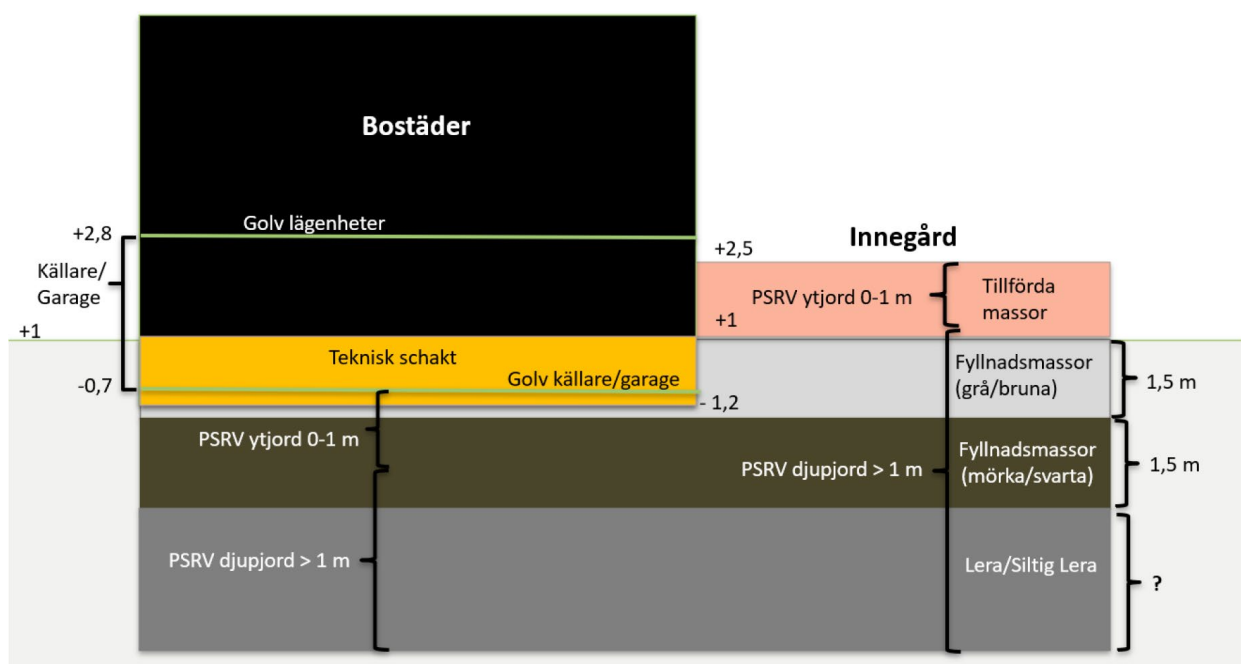 Bostäder
Golv lägenheter
+2,8
Källare/
Garage
+1
-0,7
Innegård
+2,5
PSRV ytjord 0-1 m
Tillförda
massor
+1
Teknisk schakt
Golv källare/garage
- 1,2
Fyllnadsmassor
(grå/bruna)
1,5 m
PSRV ytjord 0-1 m
PSRV djupjord > 1 m
Fyllnadsmassor
(mörka/svarta)
1,5 m
PSRV djupjord > 1 m
Lera/Siltig Lera
?